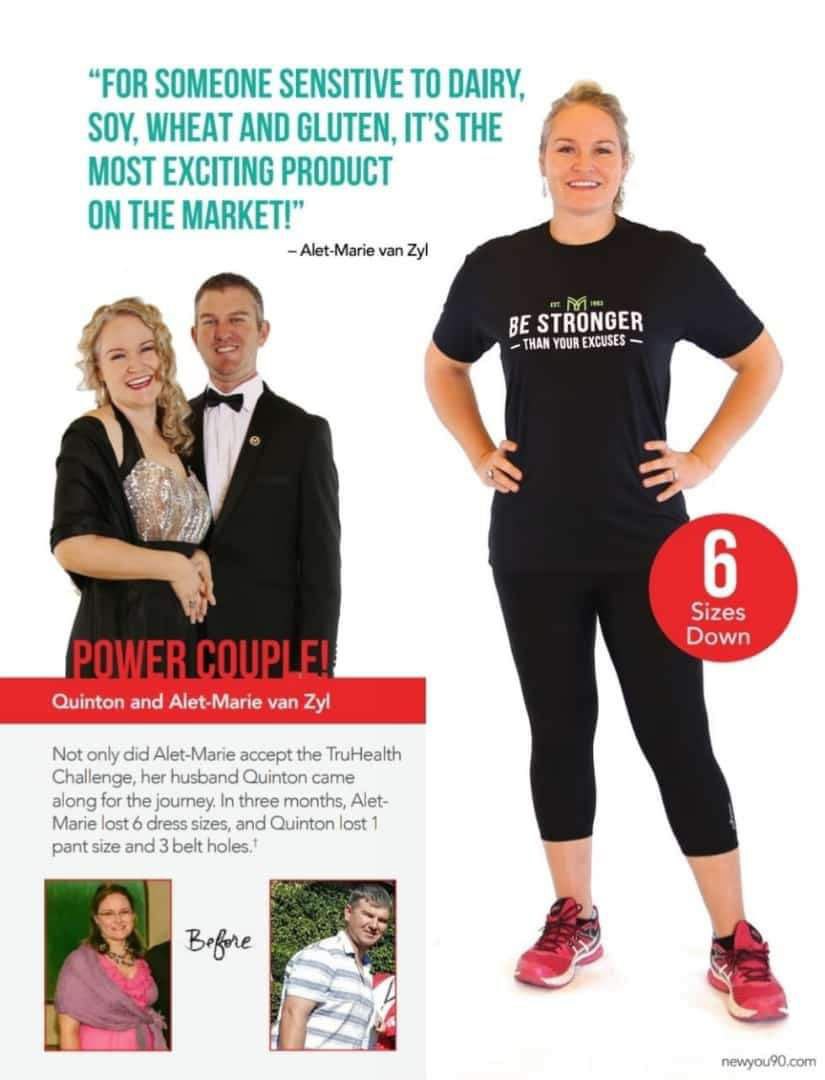 “FOR SOMEONE SENSITIVE TO DAIRY,
SOY, WHEAT AND GLUTEN, IT’S THE
MOST EXCITING PRODUCT
ON THE MARKET!”
– Alet-Marie van Zyl
EST. 1993
BE STRONGER
— THAN YOUR EXCUSES —
POWER COUPLE!
Quinton and Alet-Marie van Zyl
6
Sizes
Down
Not only did Alet-Marie accept the TruHealth
Challenge, her husband Quinton came
along for the journey. In three months, Alet-
Marie lost 6 dress sizes, and Quinton lost 1
pant size and 3 belt holes.†
Before
newyou90.com